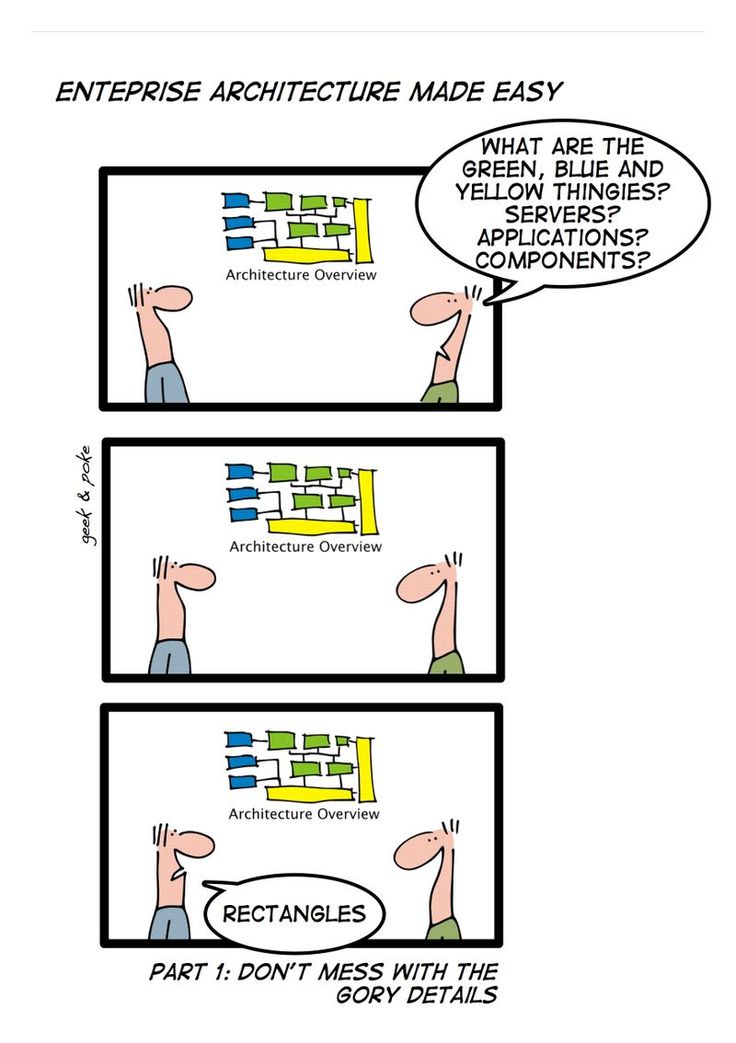 ENTEPRISE ARCHITECTURE MADE EASY
WHAT ARE THE
GREEN, BLUE AND
YELLOW THINGIES?
SERVERS?
APPLICATIONS?
COMPONENTS?
Architecture Overview
geek & poke
Architecture Overview
Architecture Overview
RECTANGLES
PART 1: DON'T MESS WITH THE
GORY DETAILS